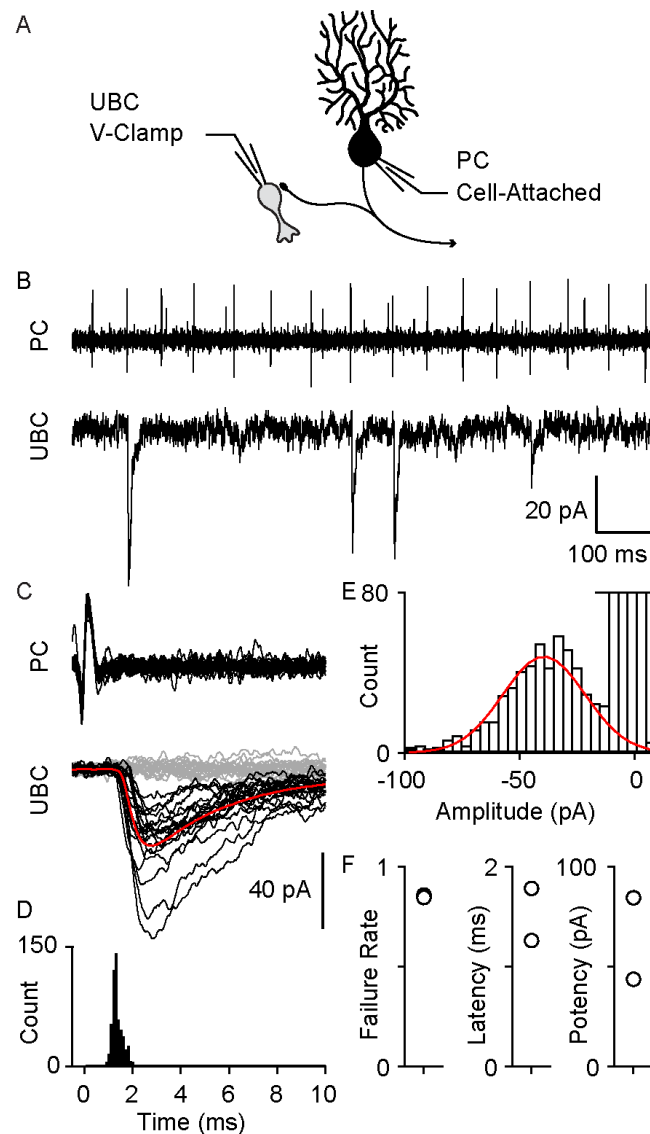 A
UBC
V-Clamp
PC
Cell-Attached
B
PC
UBC
20 pA
100 ms
C
PC
UBC
40 pA
D
150
Count
0
0 2 4 6 8 10
Time (ms)
E
80
Count
0
-100 -50 0
Amplitude (pA)
F
1
Failure Rate
0
2
Latency (ms)
0
100
Potency (pA)
0